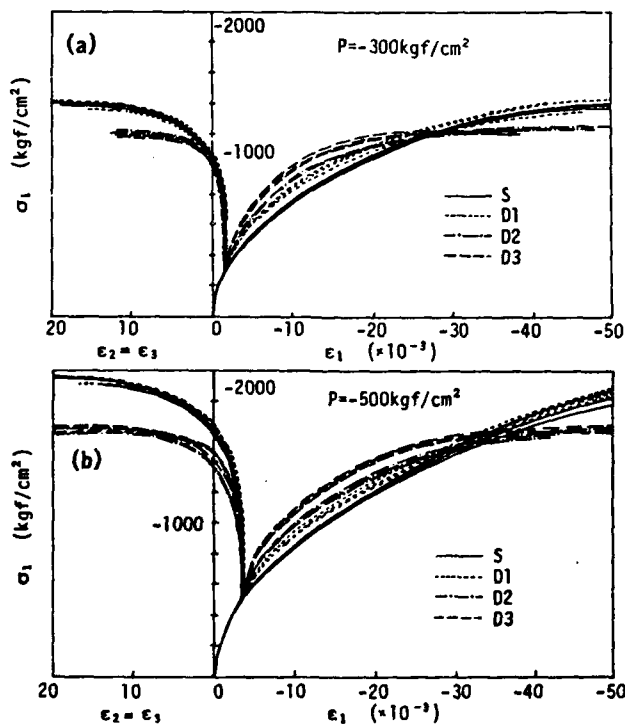 (a)
-2000
P=-300kgf/cm²
-1000
σ₁ (kgf/cm²)
S
D1
D2
D3
20 10 0 -10 -20 -30 -40 -50
ε₂ = ε₃ ε₁ (×10⁻³)
-2000
P=-500kgf/cm²
(b)
-1000
σ₁ (kgf/cm²)
S
D1
D2
D3
20 10 0 -10 -20 -30 -40 -50
ε₂ = ε₃ ε₁ (×10⁻³)